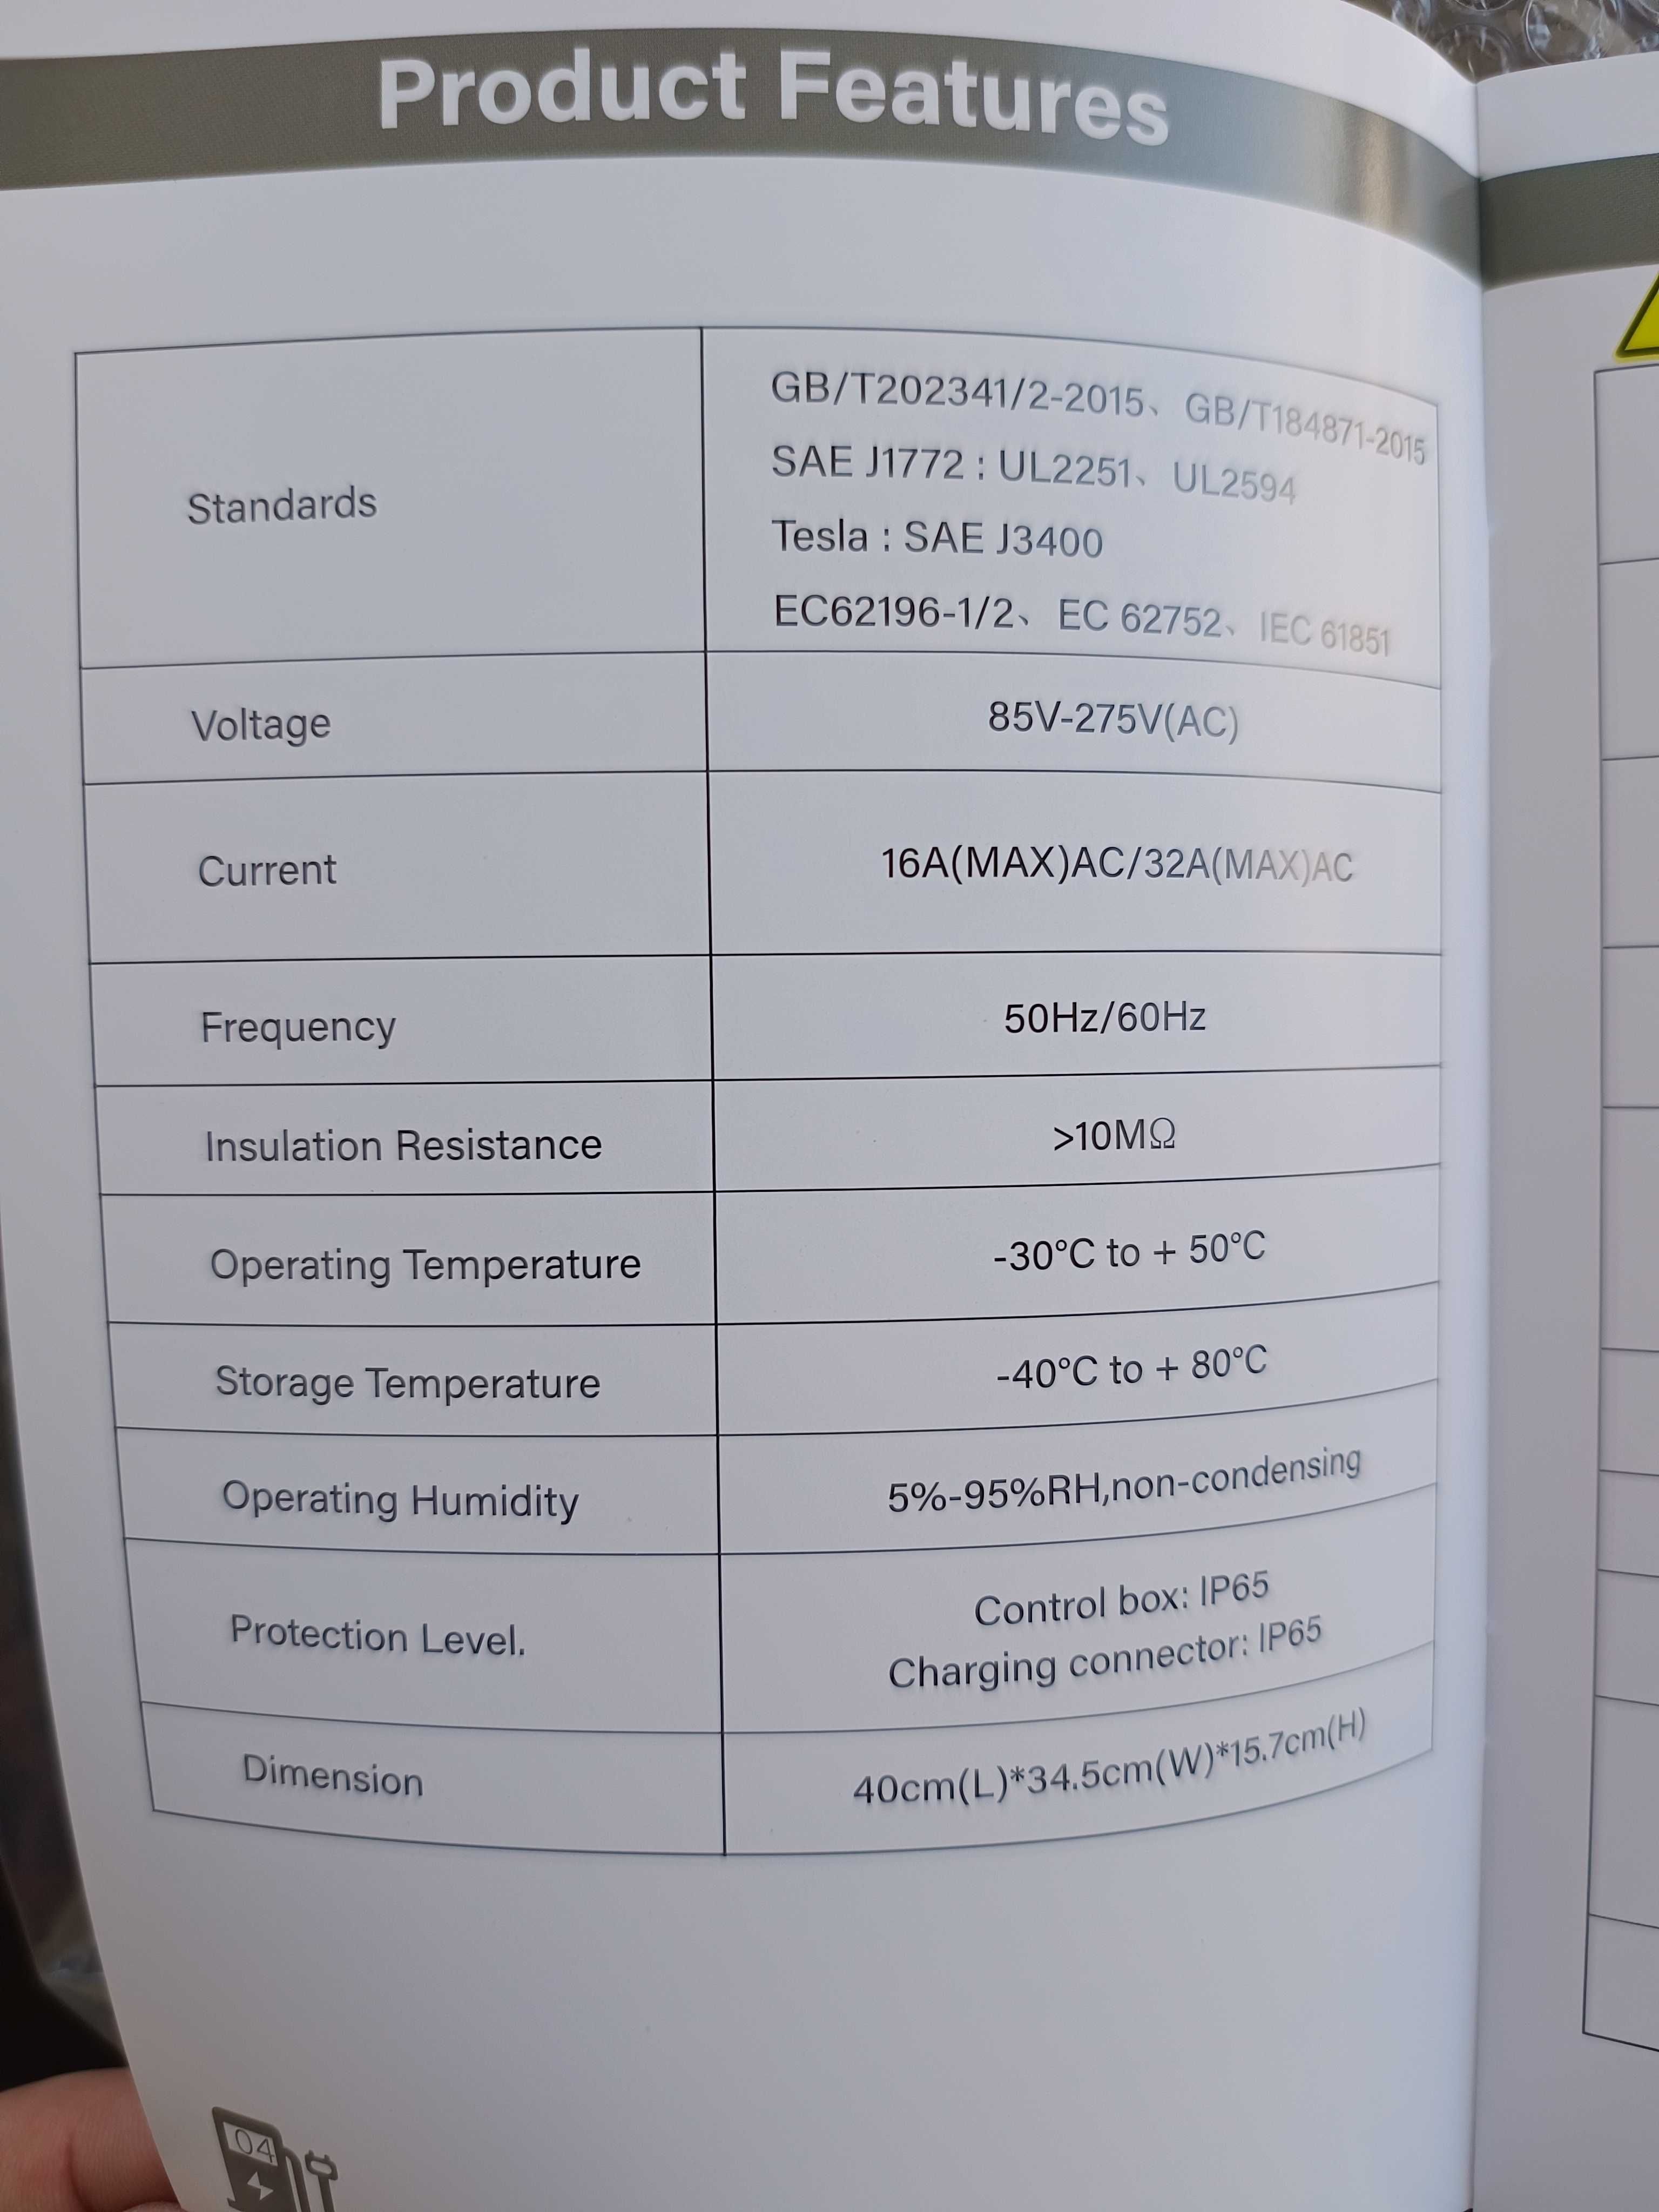 Product Features
Standards
GB/T202341/2-2015、GB/T184871-2015
SAE J1772 : UL2251、UL2594
Tesla : SAE J3400
EC62196-1/2、EC 62752、IEC 61851
Voltage
85V-275V(AC)
Current
16A(MAX)AC/32A(MAX)AC
Frequency
50Hz/60Hz
Insulation Resistance
>10MΩ
Operating Temperature
-30°C to + 50°C
Storage Temperature
-40°C to + 80°C
Operating Humidity
5%-95%RH,non-condensing
Protection Level.
Control box: IP65
Charging connector: IP65
Dimension
40cm(L)*34.5cm(W)*15.7cm(H)
04